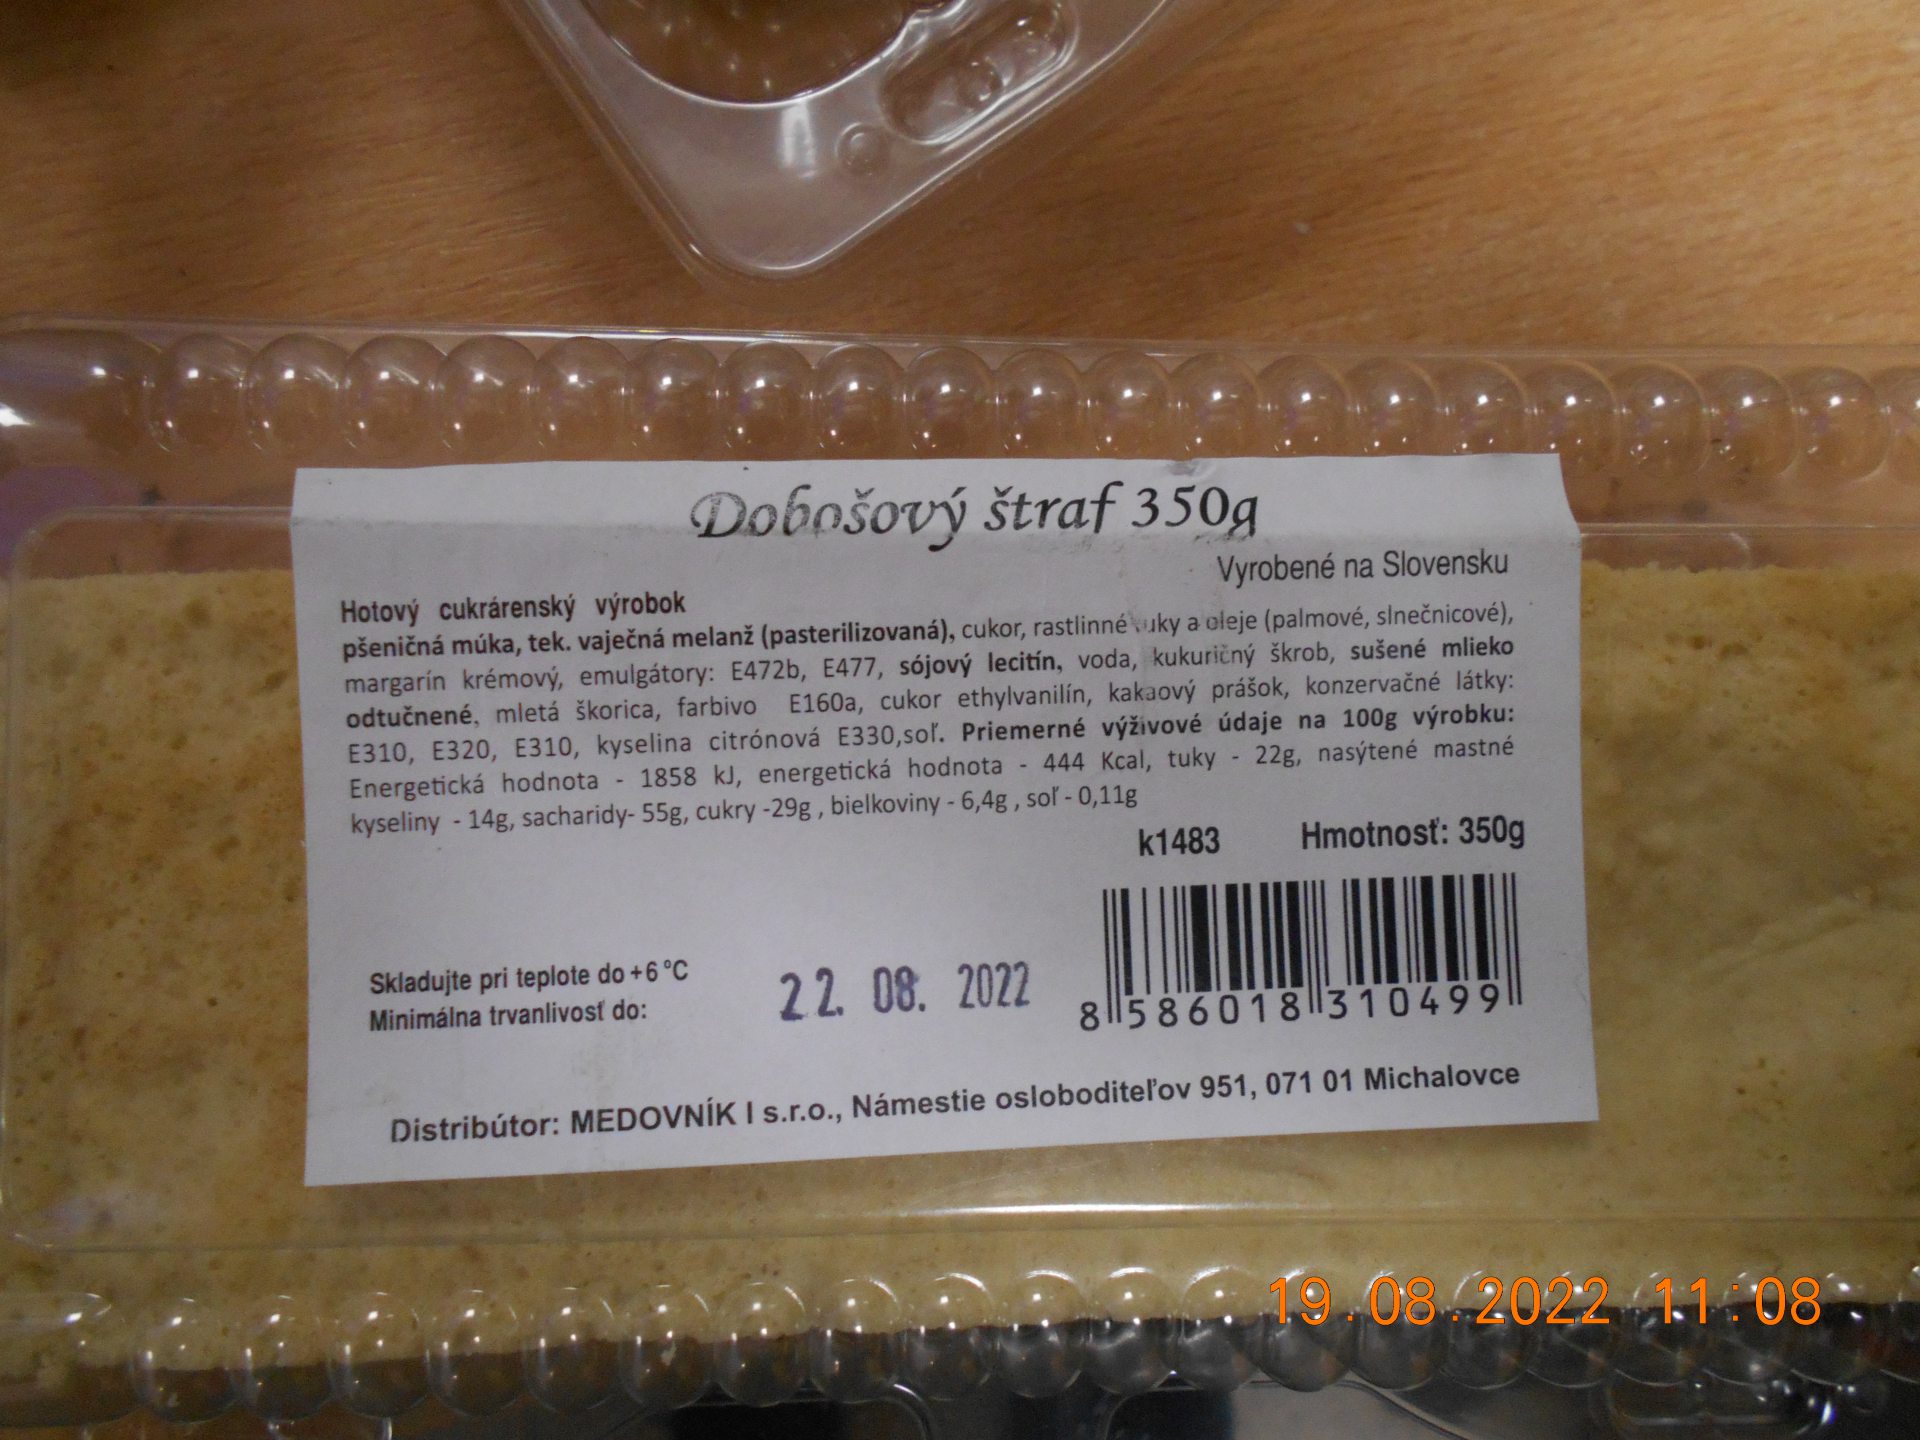 Dobošový štraf 350g
Vyrobené na Slovensku
Hotový cukrárenský výrobok
pšeničná múka, tek. vaječná melanž (pasterilizovaná), cukor, rastlinné tuky a oleje (palmové, slnečnicové),
margarín krémový, emulgátory: E472b, E477, sójový lecitín, voda, kukuričný škrob, sušené mlieko
odtučnené, mletá škorica, farbivo E160a, cukor ethylvanilín, kakaový prášok, konzervačné látky:
E310, E320, E310, kyselina citrónová E330,soľ. Priemerné výživové údaje na 100g výrobku:
Energetická hodnota - 1858 kJ, energetická hodnota - 444 Kcal, tuky - 22g, nasýtené mastné
kyseliny - 14g, sacharidy- 55g, cukry -29g , bielkoviny - 6,4g , soľ - 0,11g
k1483 Hmotnosť: 350g
Skladujte pri teplote do +6 °C
Minimálna trvanlivosť do: 22. 08. 2022
8 586018 310499
Distribútor: MEDOVNÍK I s.r.o., Námestie osloboditeľov 951, 071 01 Michalovce
19.08.2022 11:08